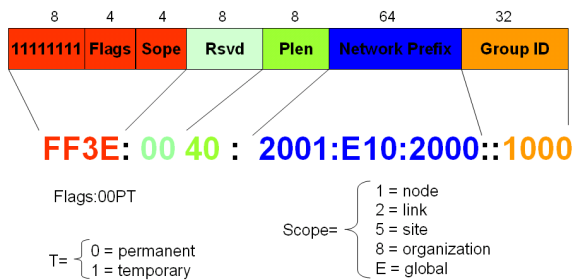 8 4 4 8 8 64 32
11111111 Flags Sope Rsvd Plen Network Prefix Group ID
FF3E: 00 40 : 2001:E10:2000::1000
Flags:00PT
T= 0 = permanent
1 = temporary
Scope= 1 = node
2 = link
5 = site
8 = organization
E = global